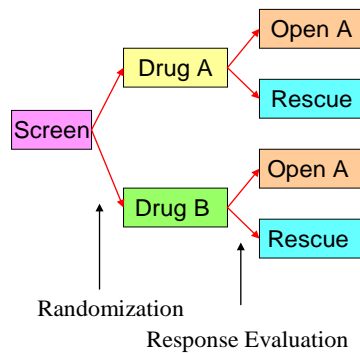 Open A
Drug A
Rescue
Screen
Open A
Drug B
Rescue
Randomization
Response Evaluation